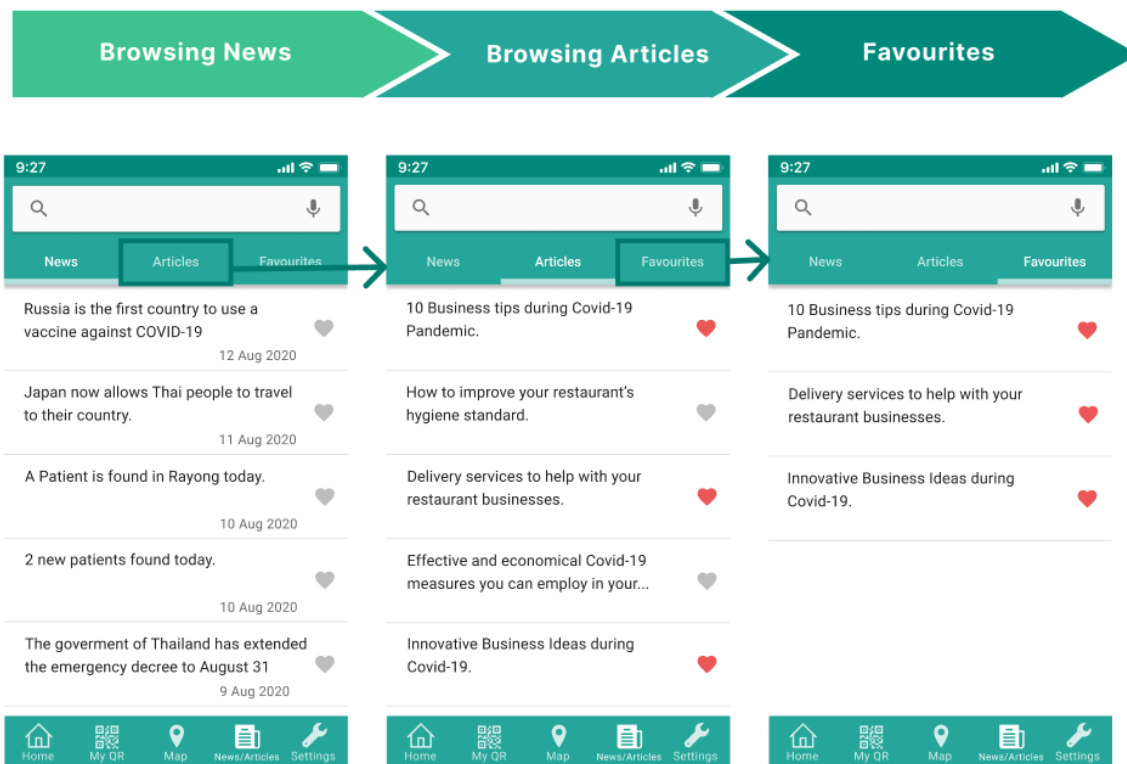 Browsing News
Browsing Articles
Favourites
9:27
News
Articles
Favourites
Russia is the first country to use a
vaccine against COVID-19
12 Aug 2020
Japan now allows Thai people to travel
to their country.
11 Aug 2020
A Patient is found in Rayong today.
10 Aug 2020
2 new patients found today.
10 Aug 2020
The goverment of Thailand has extended
the emergency decree to August 31
9 Aug 2020
Home
My QR
Map
News/Articles
Settings
9:27
News
Articles
Favourites
10 Business tips during Covid-19
Pandemic.
How to improve your restaurant's
hygiene standard.
Delivery services to help with your
restaurant businesses.
Effective and economical Covid-19
measures you can employ in your...
Innovative Business Ideas during
Covid-19.
Home
My QR
Map
News/Articles
Settings
9:27
News
Articles
Favourites
10 Business tips during Covid-19
Pandemic.
Delivery services to help with your
restaurant businesses.
Innovative Business Ideas during
Covid-19.
Home
My QR
Map
News/Articles
Settings